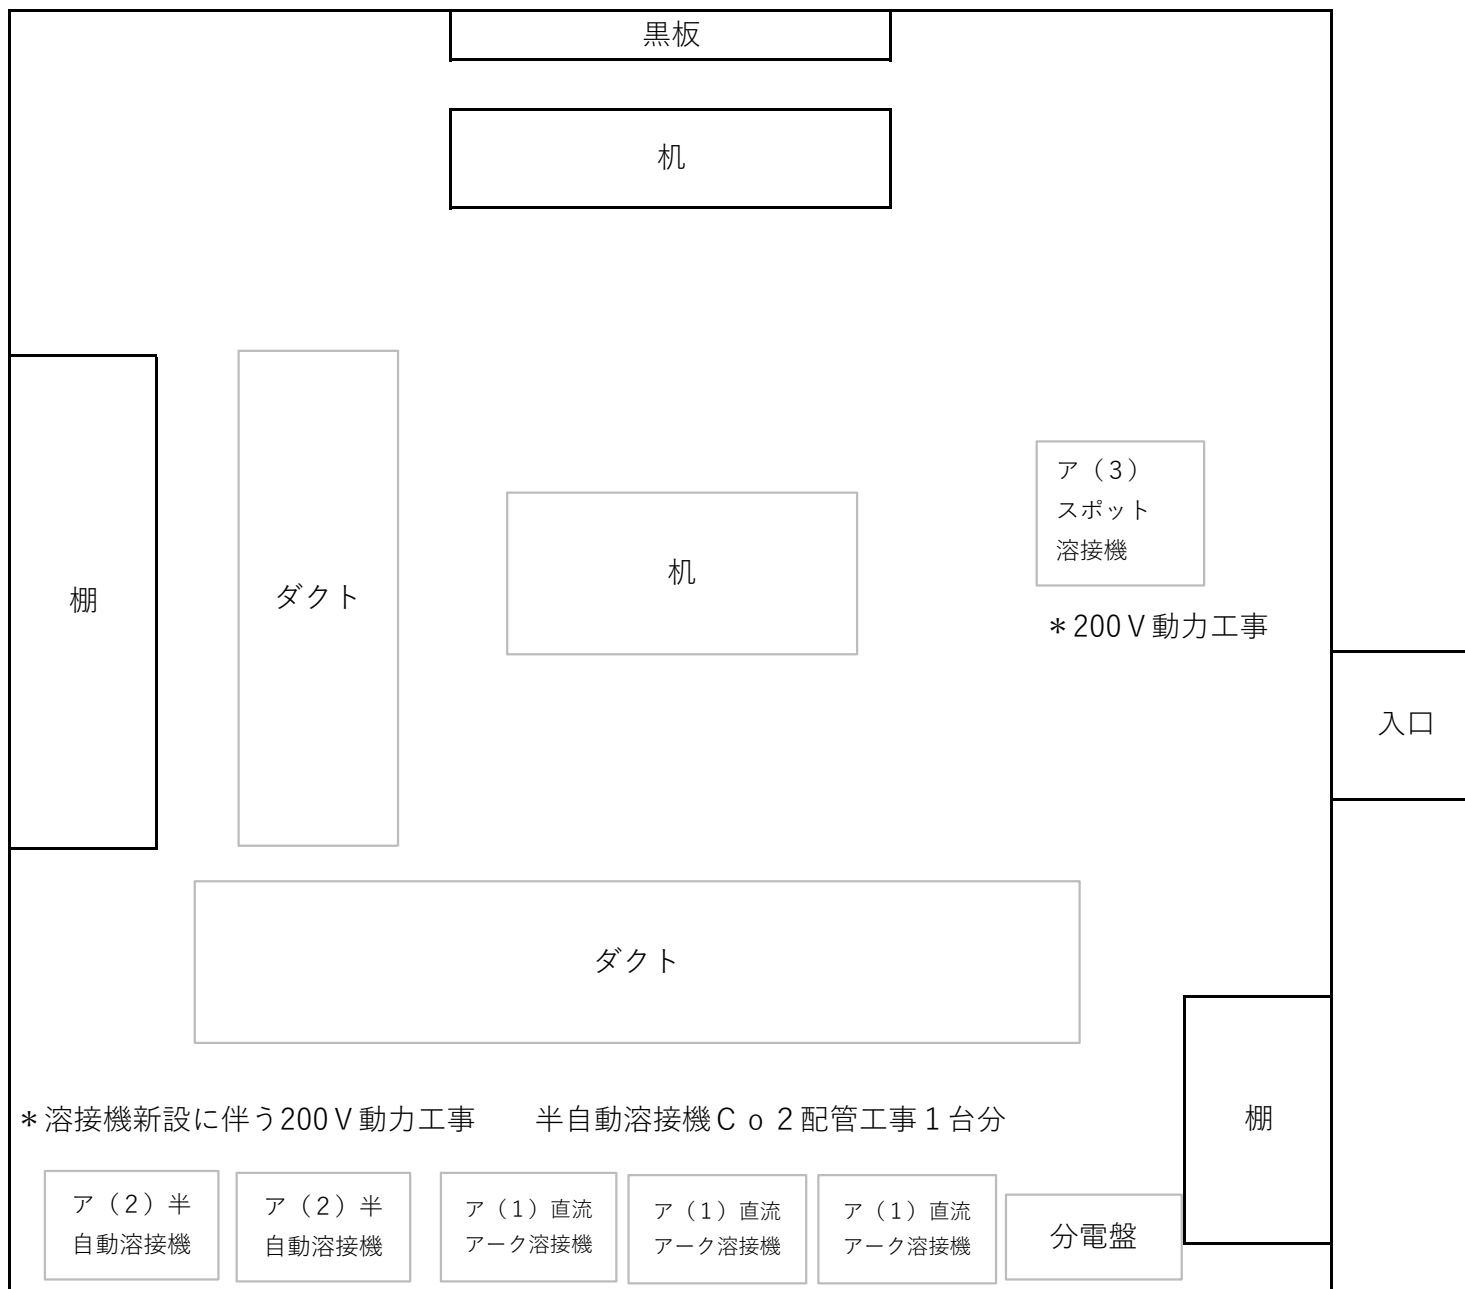 黒板
机
ア（３）
スポット
溶接機
机
棚
ダクト
＊200Ｖ動力工事
入口
ダクト
＊溶接機新設に伴う200Ｖ動力工事　　半自動溶接機Ｃｏ２配管工事１台分
棚
ア（２）半
自動溶接機
ア（２）半
自動溶接機
ア（１）直流
アーク溶接機
ア（１）直流
アーク溶接機
ア（１）直流
アーク溶接機
分電盤